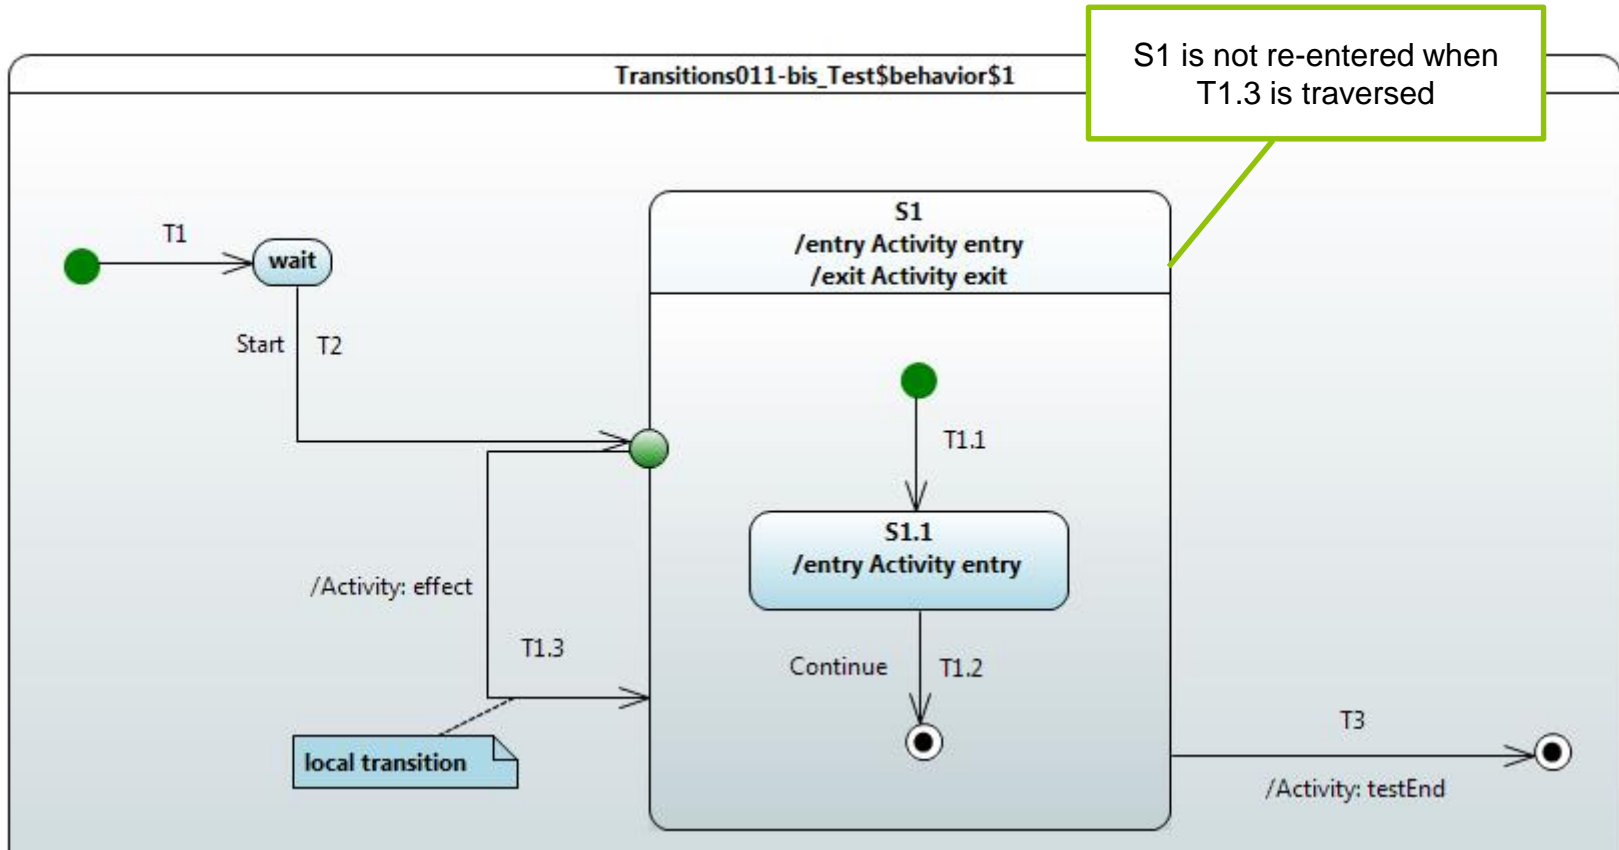 S1 is not re-entered when
T1.3 is traversed
Transitions011-bis_Test$behavior$1
T1
wait
Start
T2
S1
/entry Activity entry
/exit Activity exit
T1.1
S1.1
/entry Activity entry
/Activity: effect
T1.3
Continue
T1.2
local transition
T3
/Activity: testEnd